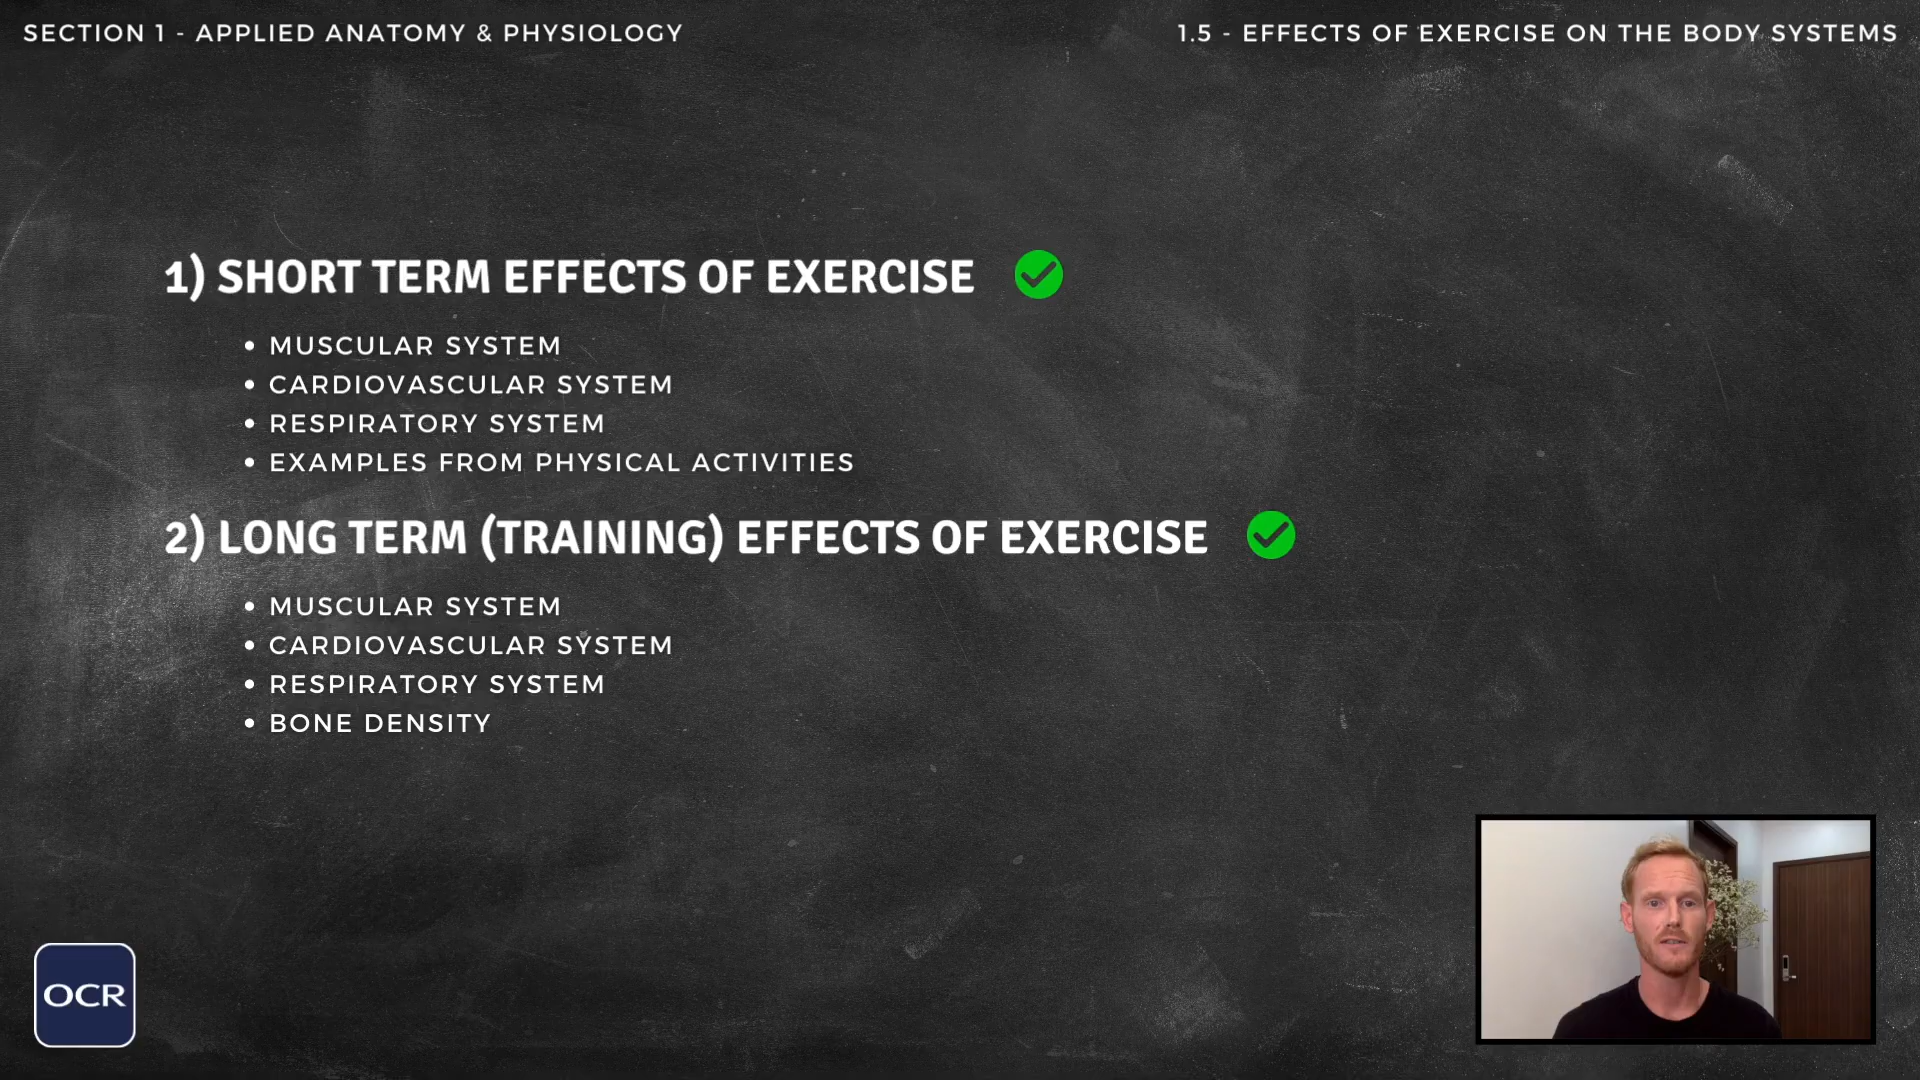 SECTION 1 - APPLIED ANATOMY & PHYSIOLOGY
1.5 - EFFECTS OF EXERCISE ON THE BODY SYSTEMS
1) SHORT TERM EFFECTS OF EXERCISE
• MUSCULAR SYSTEM
• CARDIOVASCULAR SYSTEM
• RESPIRATORY SYSTEM
• EXAMPLES FROM PHYSICAL ACTIVITIES
2) LONG TERM (TRAINING) EFFECTS OF EXERCISE
• MUSCULAR SYSTEM
• CARDIOVASCULAR SYSTEM
• RESPIRATORY SYSTEM
• BONE DENSITY
OCR